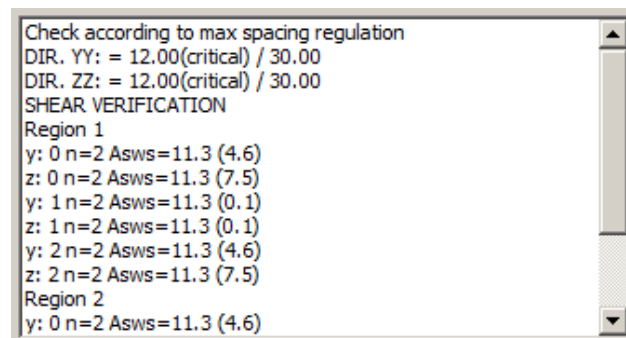 Check according to max spacing regulation
DIR. YY: = 12.00(critical) / 30.00
DIR. ZZ: = 12.00(critical) / 30.00
SHEAR VERIFICATION
Region 1
y: 0 n=2 Asws=11.3 (4.6)
z: 0 n=2 Asws=11.3 (7.5)
y: 1 n=2 Asws=11.3 (0.1)
z: 1 n=2 Asws=11.3 (0.1)
y: 2 n=2 Asws=11.3 (4.6)
z: 2 n=2 Asws=11.3 (7.5)
Region 2
y: 0 n=2 Asws=11.3 (4.6)